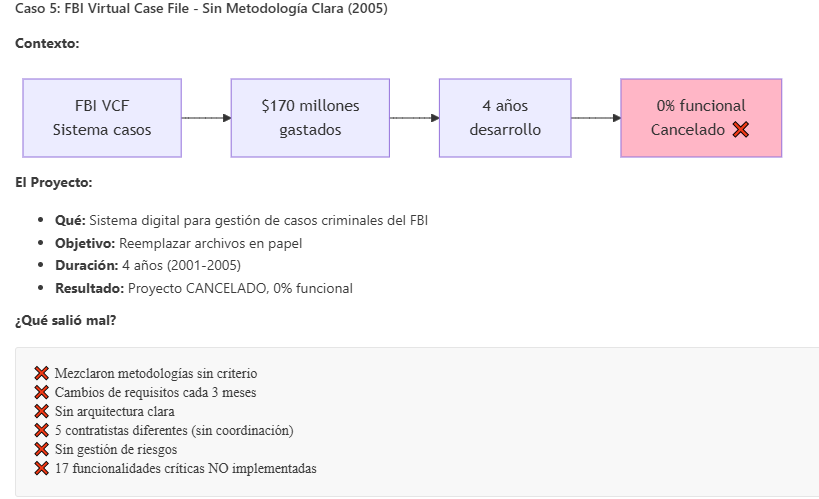 Caso 5: FBI Virtual Case File - Sin Metodología Clara (2005)
Contexto:
FBI VCF
Sistema casos
$170 millones
gastados
4 años
desarrollo
0% funcional
Cancelado ❌
El Proyecto:
• Qué: Sistema digital para gestión de casos criminales del FBI
• Objetivo: Reemplazar archivos en papel
• Duración: 4 años (2001-2005)
• Resultado: Proyecto CANCELADO, 0% funcional
¿Qué salió mal?
❌ Mezclaron metodologías sin criterio
❌ Cambios de requisitos cada 3 meses
❌ Sin arquitectura clara
❌ 5 contratistas diferentes (sin coordinación)
❌ Sin gestión de riesgos
❌ 17 funcionalidades críticas NO implementadas